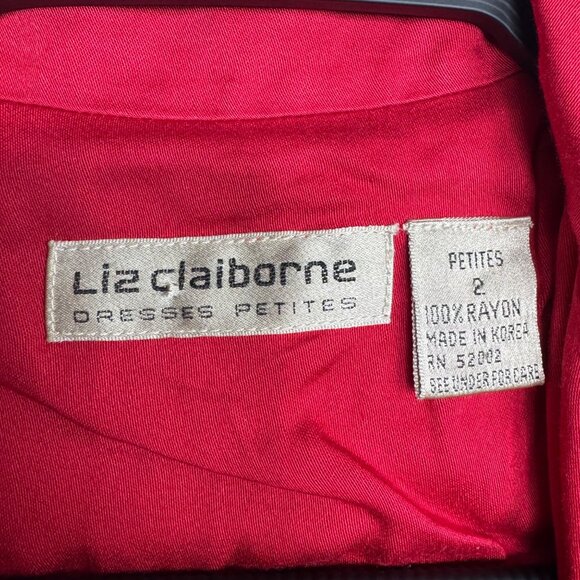 Liz claiborne
DRESSES PETITES
PETITES
2
100% RAYON
MADE IN KOREA
RN 52002
SEE UNDER FOR CARE